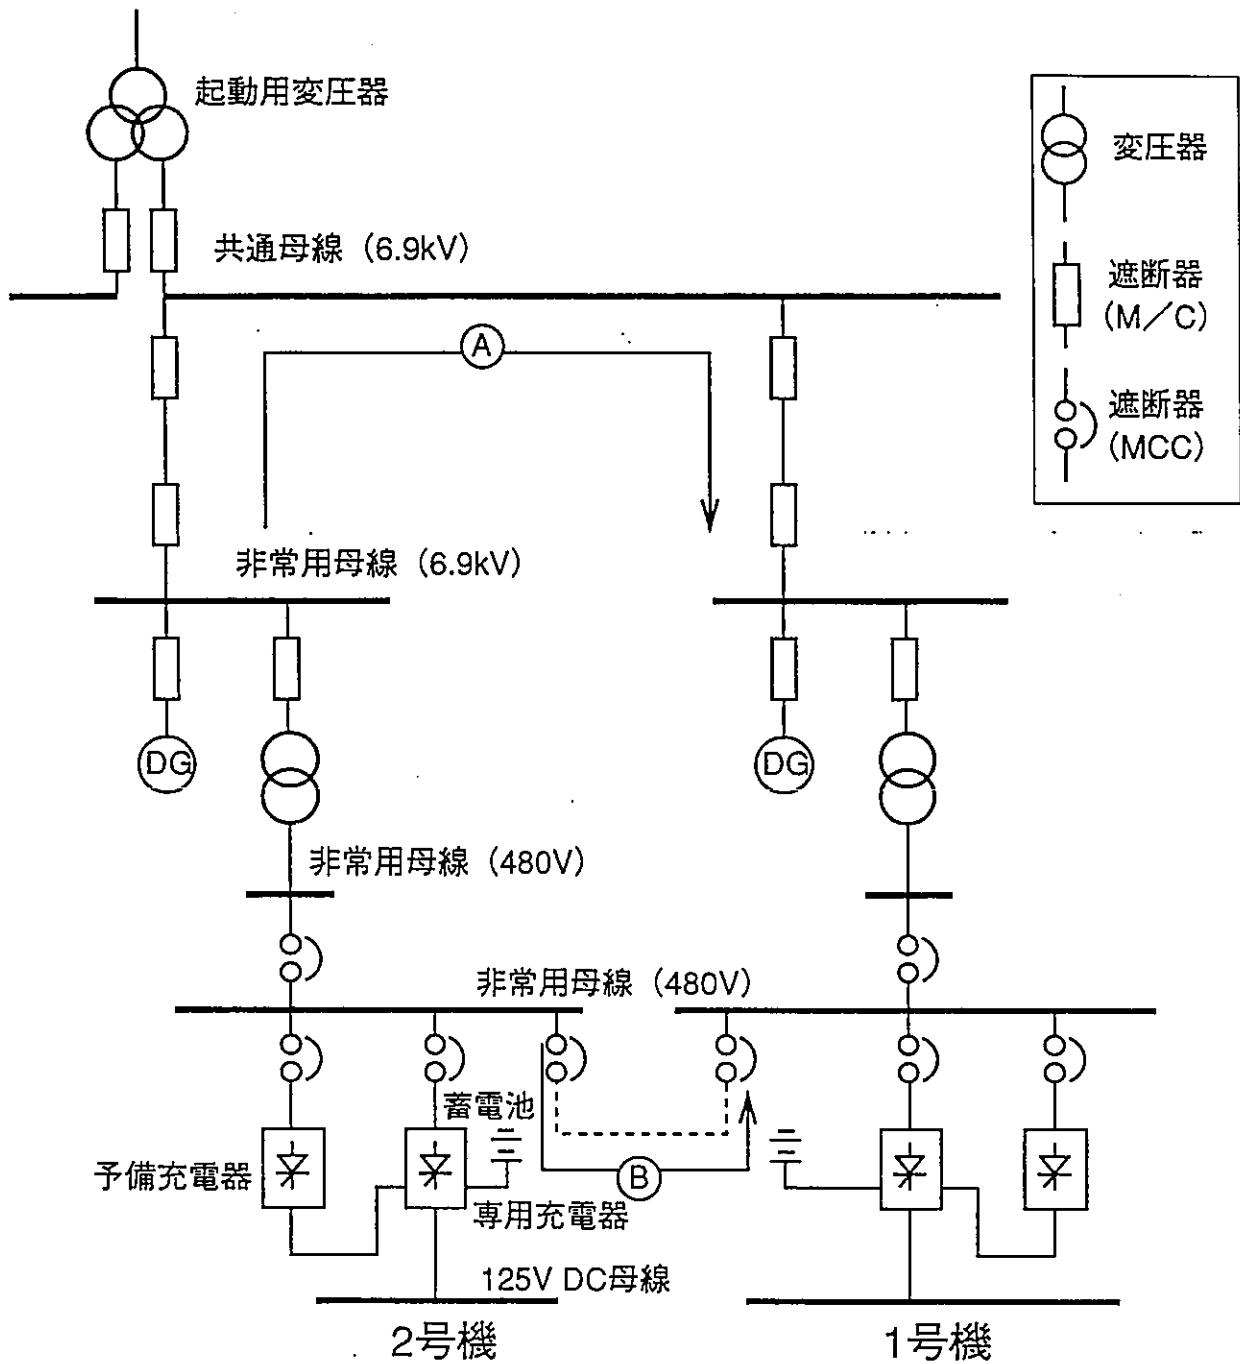 起動用変圧器
変圧器
共通母線（6.9kV）
遮断器
(M／C)
A
遮断器
(MCC)
非常用母線（6.9kV）
DG
DG
非常用母線（480V）
非常用母線（480V）
蓄電池
予備充電器
B
専用充電器
125V DC母線
2号機
1号機